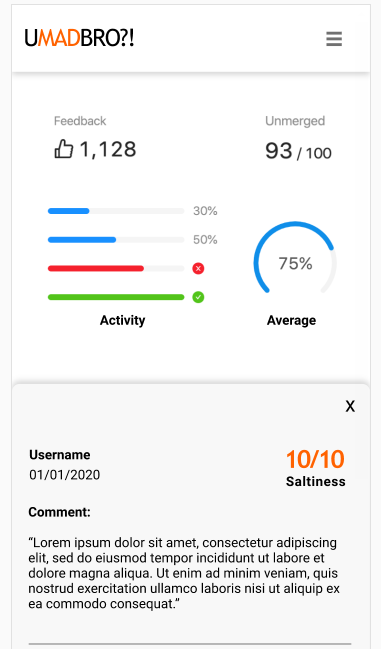 UMADBRO?!
Feedback
Unmerged
1,128
93 / 100
30%
50%
75%
Activity
Average
X
Username
10/10
01/01/2020
Saltiness
Comment:
“Lorem ipsum dolor sit amet, consectetur adipiscing
elit, sed do eiusmod tempor incididunt ut labore et
dolore magna aliqua. Ut enim ad minim veniam, quis
nostrud exercitation ullamco laboris nisi ut aliquip ex
ea commodo consequat.”